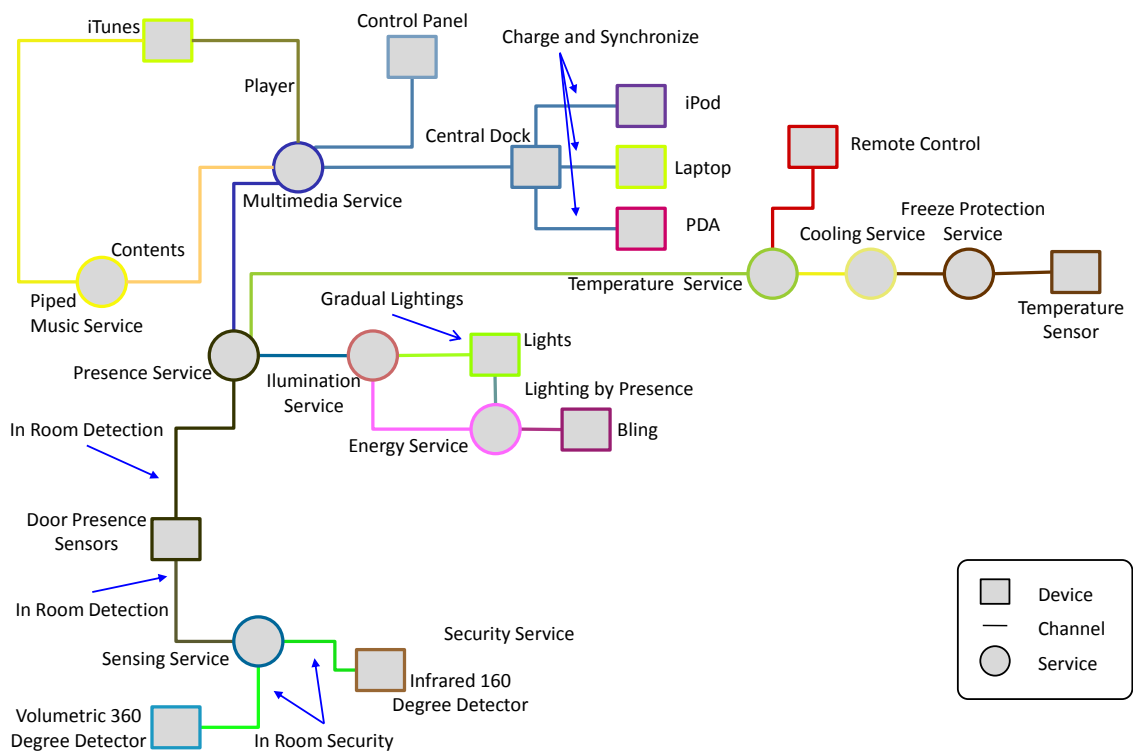 iTunes
Control Panel
Charge and Synchronize
Player
iPod
Central Dock
Remote Control
Laptop
Multimedia Service
PDA
Freeze Protection
Service
Cooling Service
Contents
Temperature Service
Piped
Music Service
Gradual Lightings
Temperature
Sensor
Lights
Presence Service
Ilumination
Service
Lighting by Presence
In Room Detection
Energy Service
Bling
Door Presence
Sensors
In Room Detection
Device
Channel
Service
Security Service
Sensing Service
Infrared 160
Degree Detector
Volumetric 360
Degree Detector
In Room Security